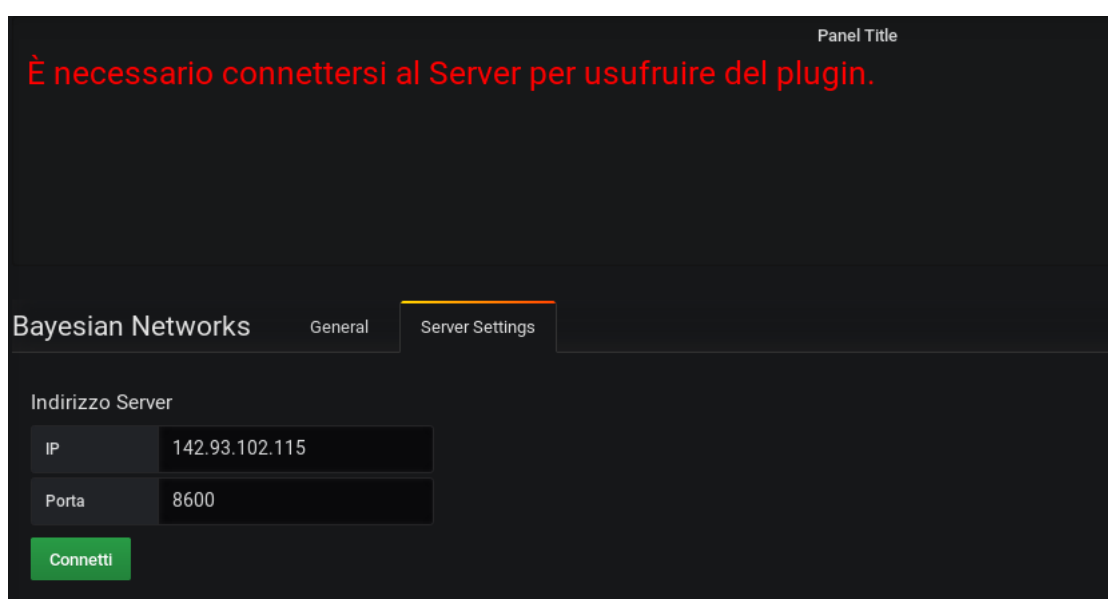 Panel Title
È necessario connettersi al Server per usufruire del plugin.
Bayesian Networks General Server Settings
Indirizzo Server
IP 142.93.102.115
Porta 8600
Connetti